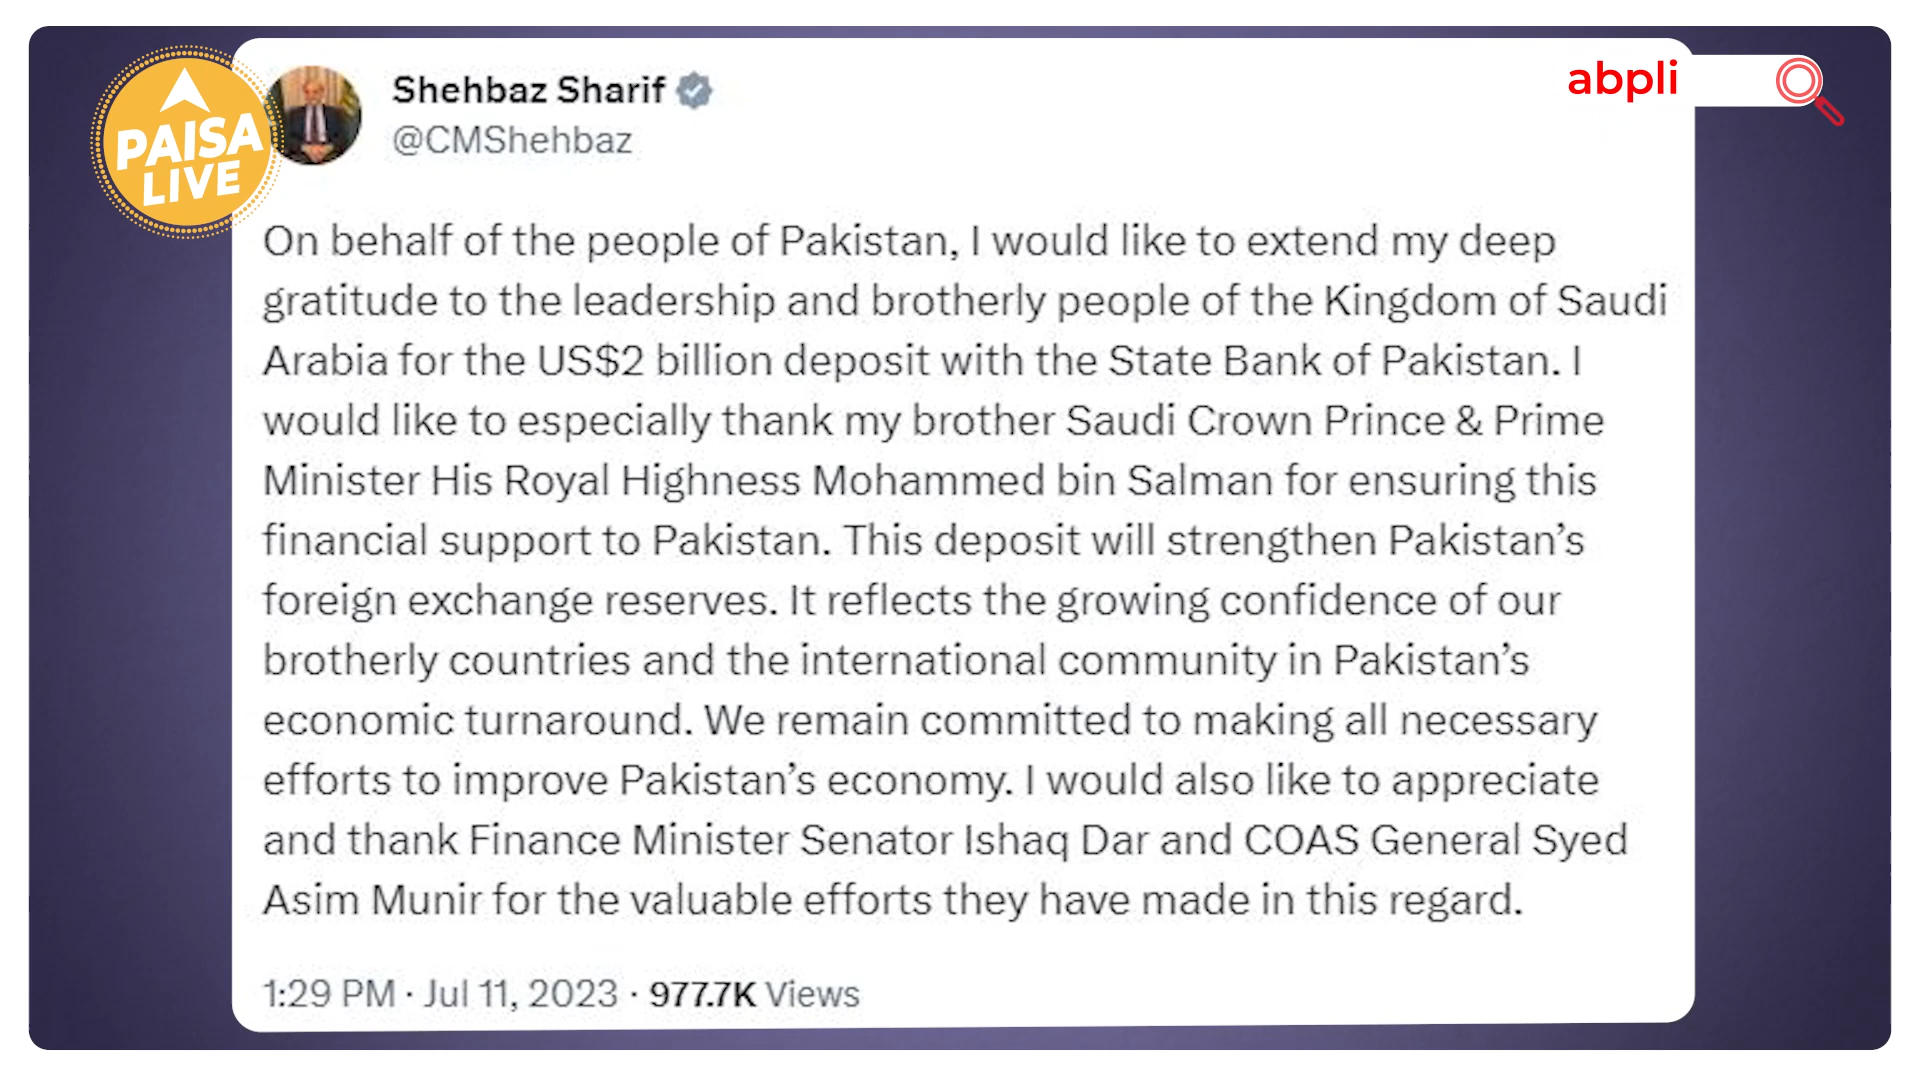 PAISA
LIVE
abpli
Shehbaz Sharif
@CMShehbaz
On behalf of the people of Pakistan, I would like to extend my deep
gratitude to the leadership and brotherly people of the Kingdom of Saudi
Arabia for the US$2 billion deposit with the State Bank of Pakistan. I
would like to especially thank my brother Saudi Crown Prince & Prime
Minister His Royal Highness Mohammed bin Salman for ensuring this
financial support to Pakistan. This deposit will strengthen Pakistan’s
foreign exchange reserves. It reflects the growing confidence of our
brotherly countries and the international community in Pakistan’s
economic turnaround. We remain committed to making all necessary
efforts to improve Pakistan’s economy. I would also like to appreciate
and thank Finance Minister Senator Ishaq Dar and COAS General Syed
Asim Munir for the valuable efforts they have made in this regard.
1:29 PM · Jul 11, 2023 · 977.7K Views